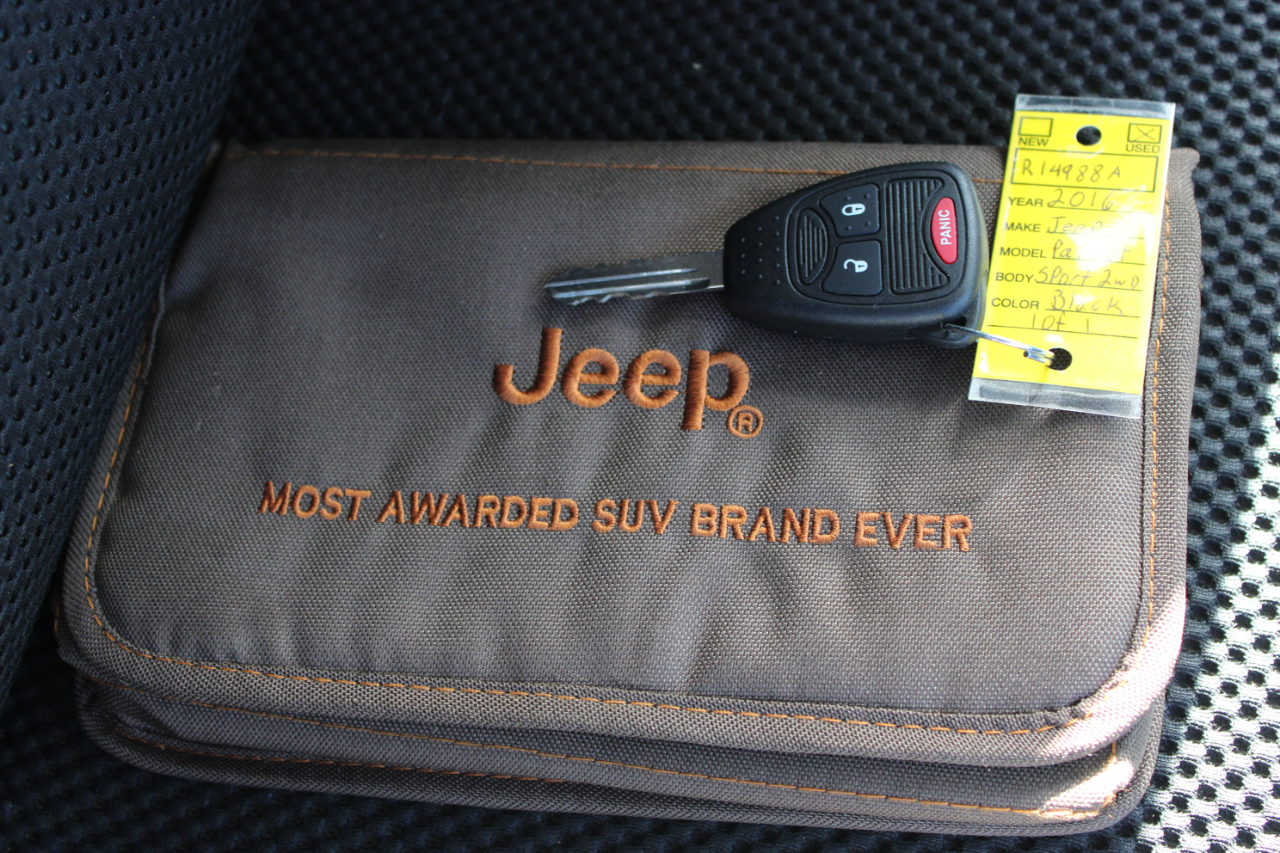 NEW USED
R14988A
YEAR 2016
MAKE Jeep
MODEL
BODY Sport 2WD
COLOR Black
1 of 1
PANIC
Jeep®
MOST AWARDED SUV BRAND EVER